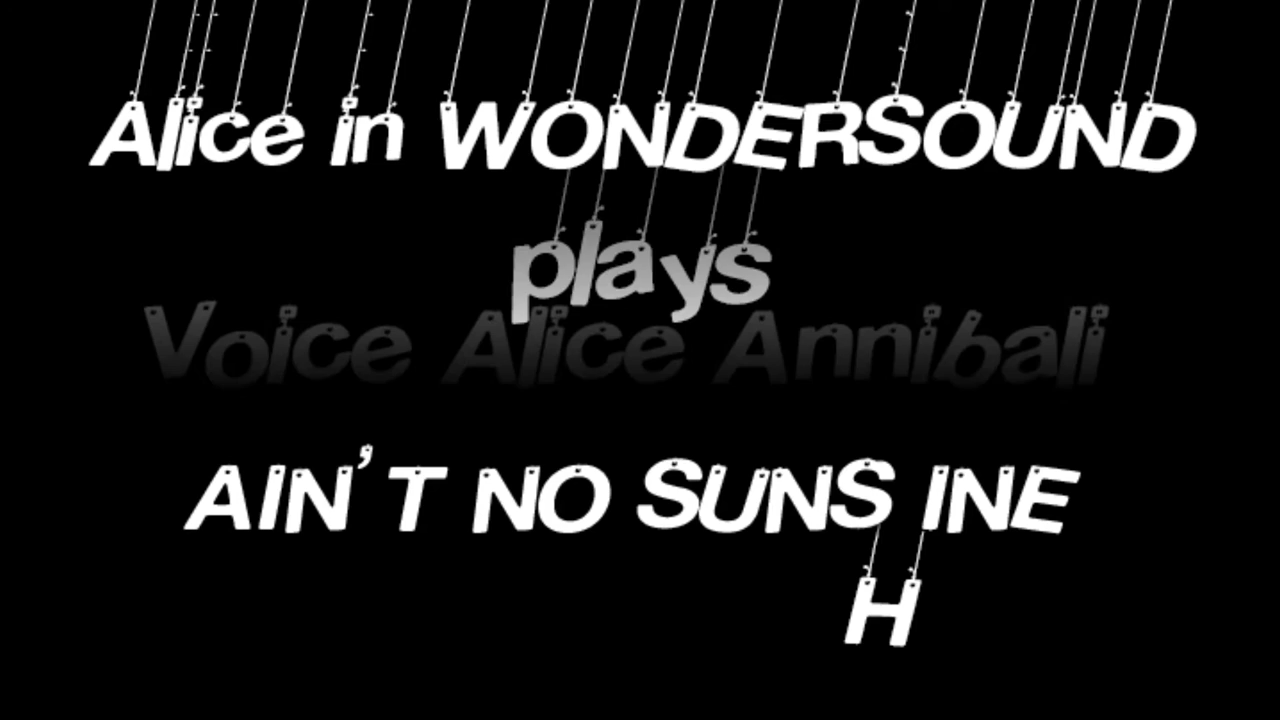 Alice in WONDERSOUND
plays
Voice Alice Annibali
AIN'T NO SUNS INE
H